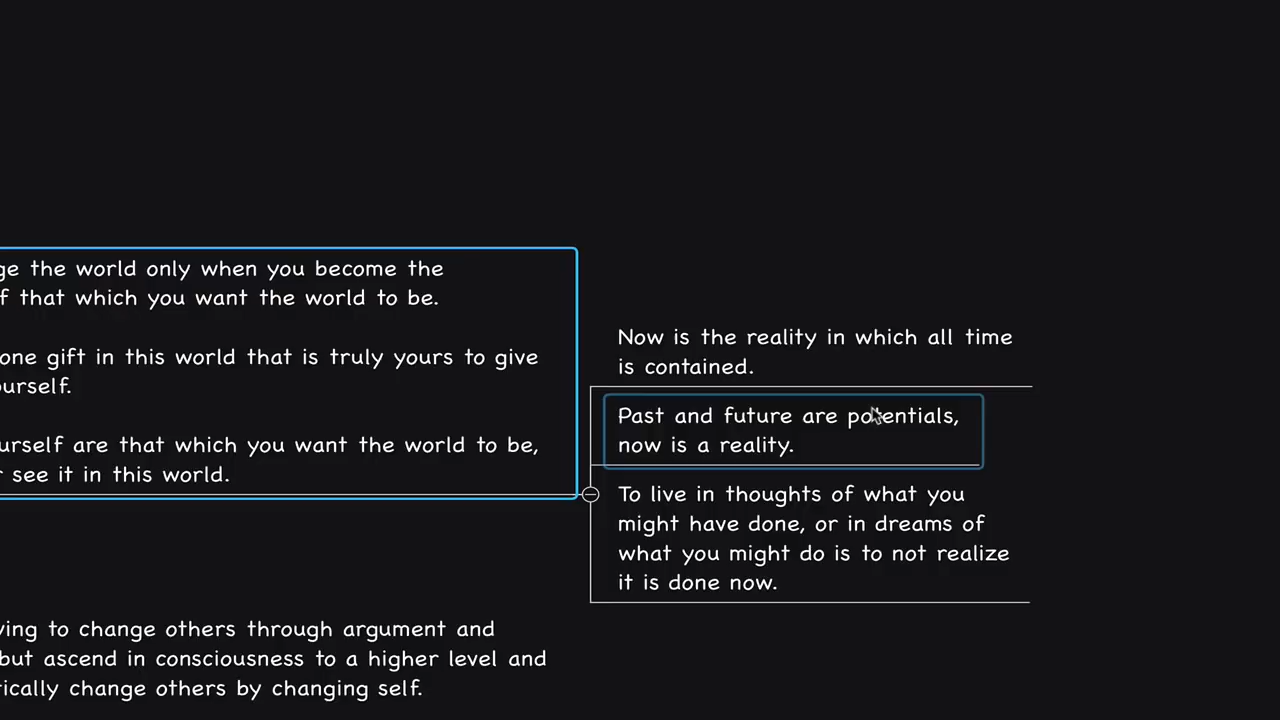 the world only when you become the
that which you want the world to be.
one gift in this world that is truly yours to give
Now is the reality in which all time
is contained.
Past and future are potentials,
now is a reality.
are that which you want the world to be,
see it in this world.
To live in thoughts of what you
might have done, or in dreams of
what you might do is to not realize
it is done now.
to change others through argument and
but ascend in consciousness to a higher level and
change others by changing self.